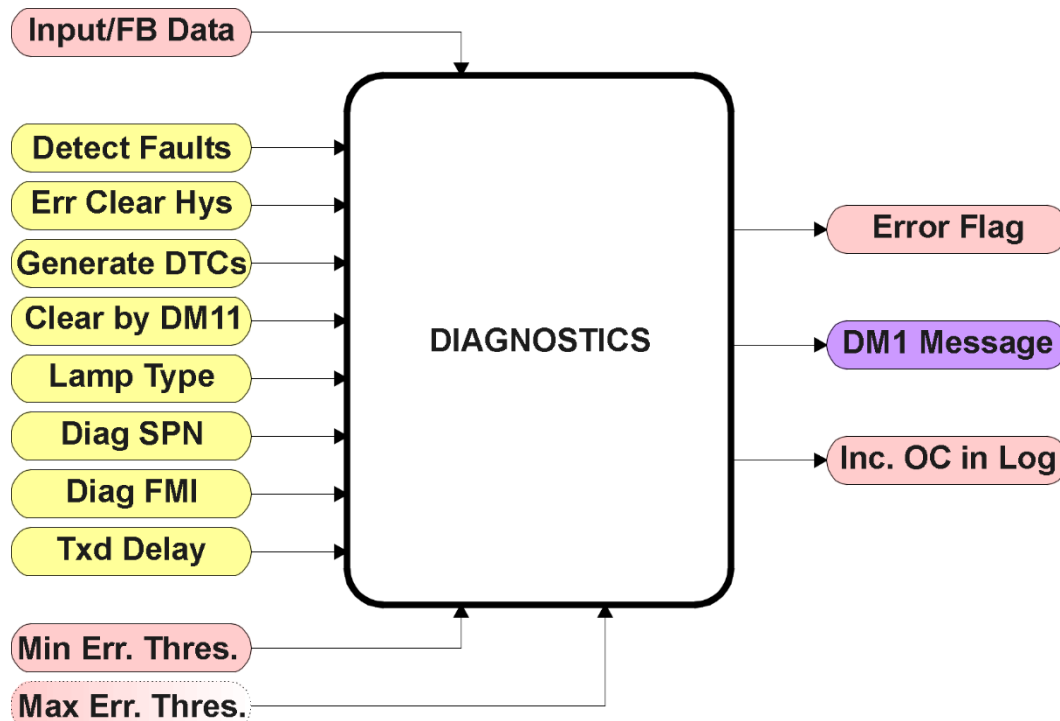 Input/FB Data
Detect Faults
Err Clear Hys
Generate DTCs
Clear by DM11
Lamp Type
Diag SPN
Diag FMI
Txd Delay
Min Err. Thres.
Max Err. Thres.
DIAGNOSTICS
Error Flag
DM1 Message
Inc. OC in Log